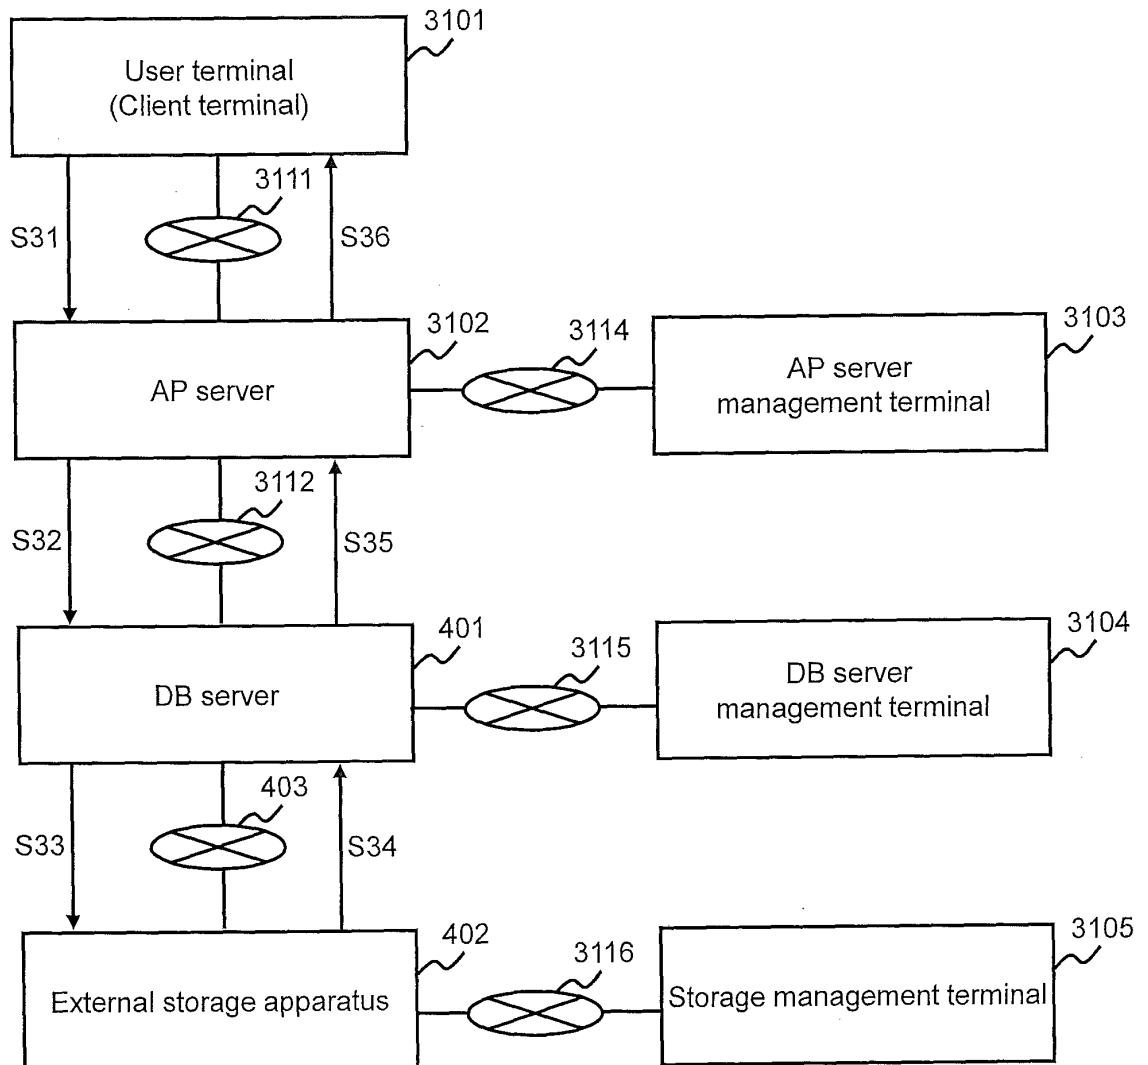 3101
User terminal
(Client terminal)
3111
S31
S36
3102
3114
3103
AP server
AP server
management terminal
3112
S32
S35
401
3115
3104
DB server
DB server
management terminal
403
S33
S34
402
3116
3105
External storage apparatus
Storage management terminal